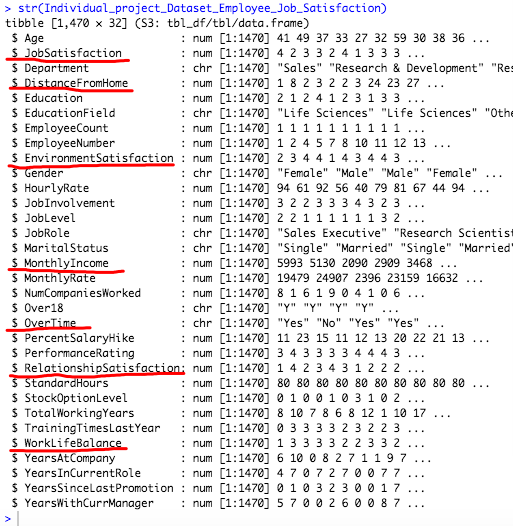 > str(Individual_project_Dataset_Employee_Job_Satisfaction)
tibble [1,470 × 32] (S3: tbl_df/tbl/data.frame)
$ Age : num [1:1470] 41 49 37 33 27 32 59 30 38 36 ...
$ JobSatisfaction : num [1:1470] 4 2 3 3 2 4 1 3 3 3 ...
$ Department : chr [1:1470] "Sales" "Research & Development" "Res
$ DistanceFromHome : num [1:1470] 1 8 2 3 2 2 3 24 23 27 ...
$ Education : num [1:1470] 2 1 2 4 1 2 3 1 3 3 ...
$ EducationField : chr [1:1470] "Life Sciences" "Life Sciences" "Othe
$ EmployeeCount : num [1:1470] 1 1 1 1 1 1 1 1 1 1 ...
$ EmployeeNumber : num [1:1470] 1 2 4 5 7 8 10 11 12 13 ...
$ EnvironmentSatisfaction : num [1:1470] 2 3 4 4 1 4 3 4 4 3 ...
$ Gender : chr [1:1470] "Female" "Male" "Male" "Female" ...
$ HourlyRate : num [1:1470] 94 61 92 56 40 79 81 67 44 94 ...
$ JobInvolvement : num [1:1470] 3 2 2 3 3 3 4 3 2 3 ...
$ JobLevel : num [1:1470] 2 2 1 1 1 1 1 1 3 2 ...
$ JobRole : chr [1:1470] "Sales Executive" "Research Scientist
$ MaritalStatus : chr [1:1470] "Single" "Married" "Single" "Married"
$ MonthlyIncome : num [1:1470] 5993 5130 2090 2909 3468 ...
$ MonthlyRate : num [1:1470] 19479 24907 2396 23159 16632 ...
$ NumCompaniesWorked : num [1:1470] 8 1 6 1 9 0 4 1 0 6 ...
$ Over18 : chr [1:1470] "Y" "Y" "Y" "Y" ...
$ OverTime : chr [1:1470] "Yes" "No" "Yes" "Yes" ...
$ PercentSalaryHike : num [1:1470] 11 23 15 11 12 13 20 22 21 13 ...
$ PerformanceRating : num [1:1470] 3 4 3 3 3 3 4 4 4 3 ...
$ RelationshipSatisfaction: num [1:1470] 1 4 2 3 4 3 1 2 2 2 ...
$ StandardHours : num [1:1470] 80 80 80 80 80 80 80 80 80 80 ...
$ StockOptionLevel : num [1:1470] 0 1 0 0 1 0 3 1 0 2 ...
$ TotalWorkingYears : num [1:1470] 8 10 7 8 6 8 12 1 10 17 ...
$ TrainingTimesLastYear : num [1:1470] 0 3 3 3 3 2 3 2 2 3 ...
$ WorkLifeBalance : num [1:1470] 1 3 3 3 3 2 2 3 3 2 ...
$ YearsAtCompany : num [1:1470] 6 10 0 8 2 7 1 1 9 7 ...
$ YearsInCurrentRole : num [1:1470] 4 7 0 7 2 7 0 0 7 7 ...
$ YearsSinceLastPromotion : num [1:1470] 0 1 0 3 2 3 0 0 1 7 ...
$ YearsWithCurrManager : num [1:1470] 5 7 0 0 2 6 0 0 8 7 ...
>